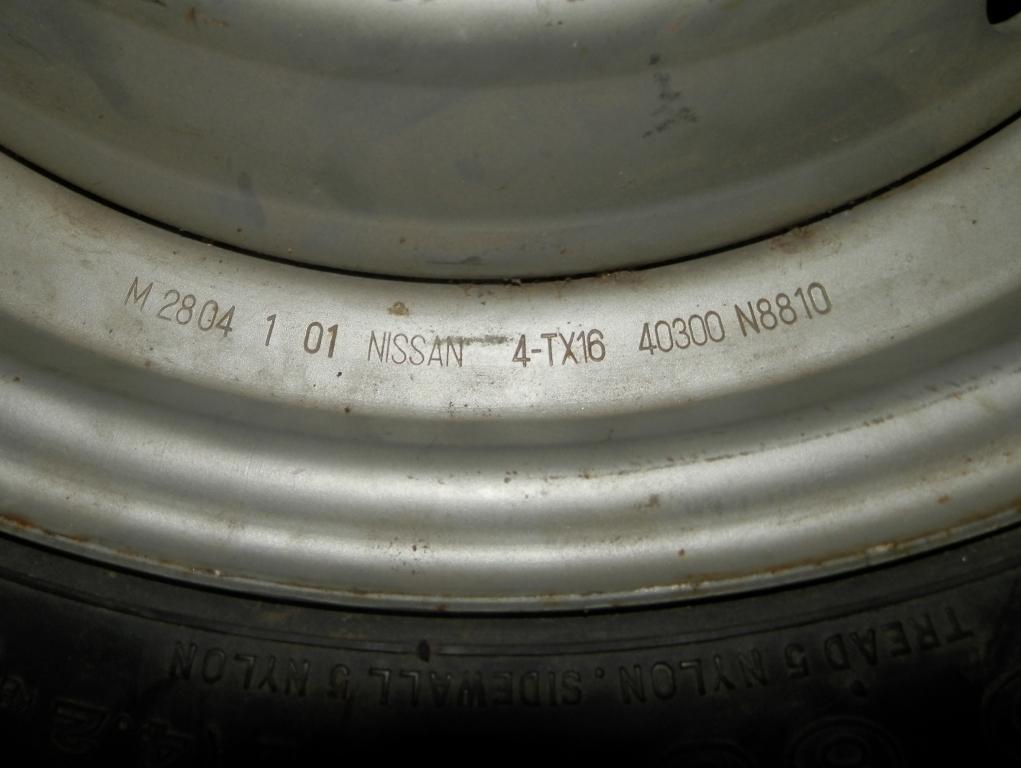 M 2804 1 01 NISSAN 4-TX16 40300 N8810
TREAD 5 NYLON. SIDEWALL 5 NYLON